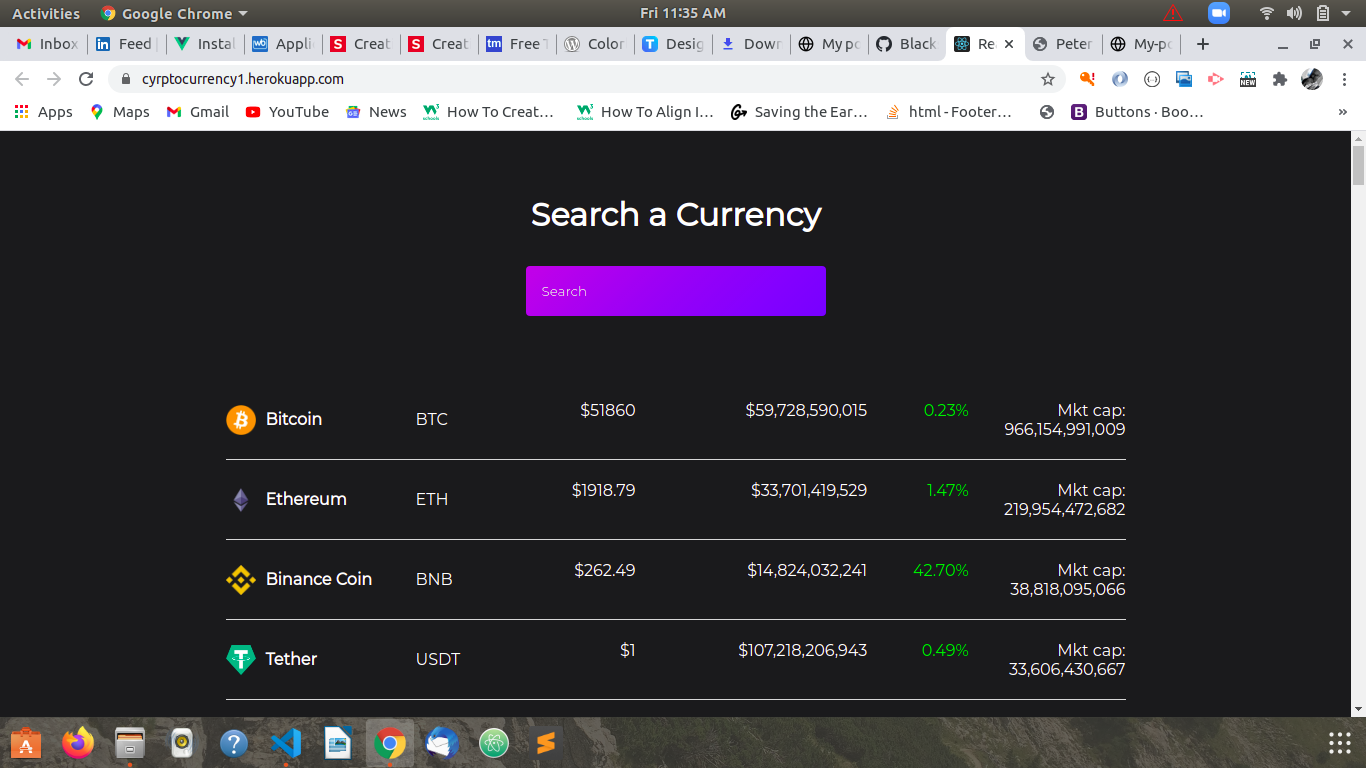 Activities Google Chrome Fri 11:35 AM
Inbox Feed Instal Appli Creat Creat Free T Color Desig Down My po Black Re Peter My-po
cyrptocurrency1.herokuapp.com
Apps Maps Gmail YouTube News How To Creat… How To Align I… Saving the Ear… html - Footer… Buttons · Boo… »
Search a Currency
Search
Bitcoin BTC $51860 $59,728,590,015 0.23% Mkt cap:
966,154,991,009
Ethereum ETH $1918.79 $33,701,419,529 1.47% Mkt cap:
219,954,472,682
Binance Coin BNB $262.49 $14,824,032,241 42.70% Mkt cap:
38,818,095,066
Tether USDT $1 $107,218,206,943 0.49% Mkt cap:
33,606,430,667